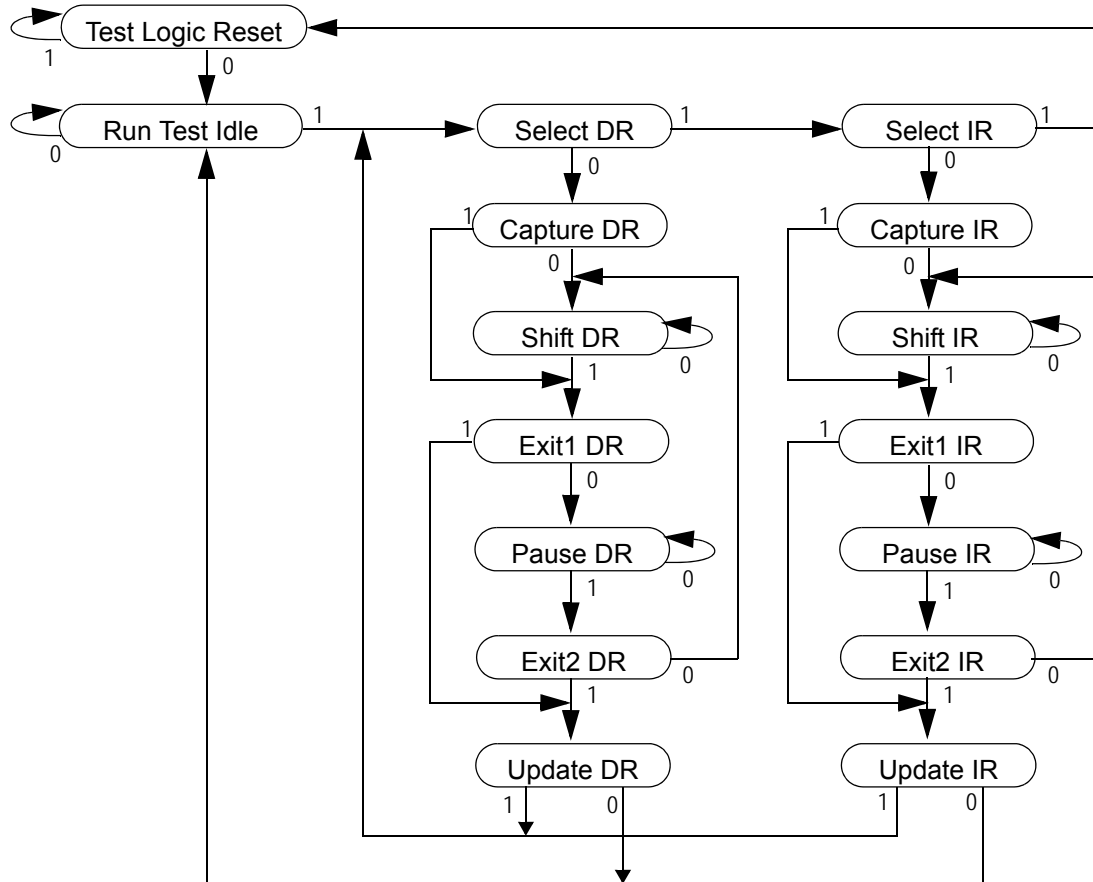 Test Logic Reset
1
0
Run Test Idle
1
Select DR
1
Select IR
1
0
0
0
1
Capture DR
1
Capture IR
0
0
Shift DR
Shift IR
0
0
1
1
1
Exit1 DR
1
Exit1 IR
0
0
Pause DR
Pause IR
0
0
1
1
Exit2 DR
Exit2 IR
0
0
1
1
Update DR
Update IR
1
0
1
0